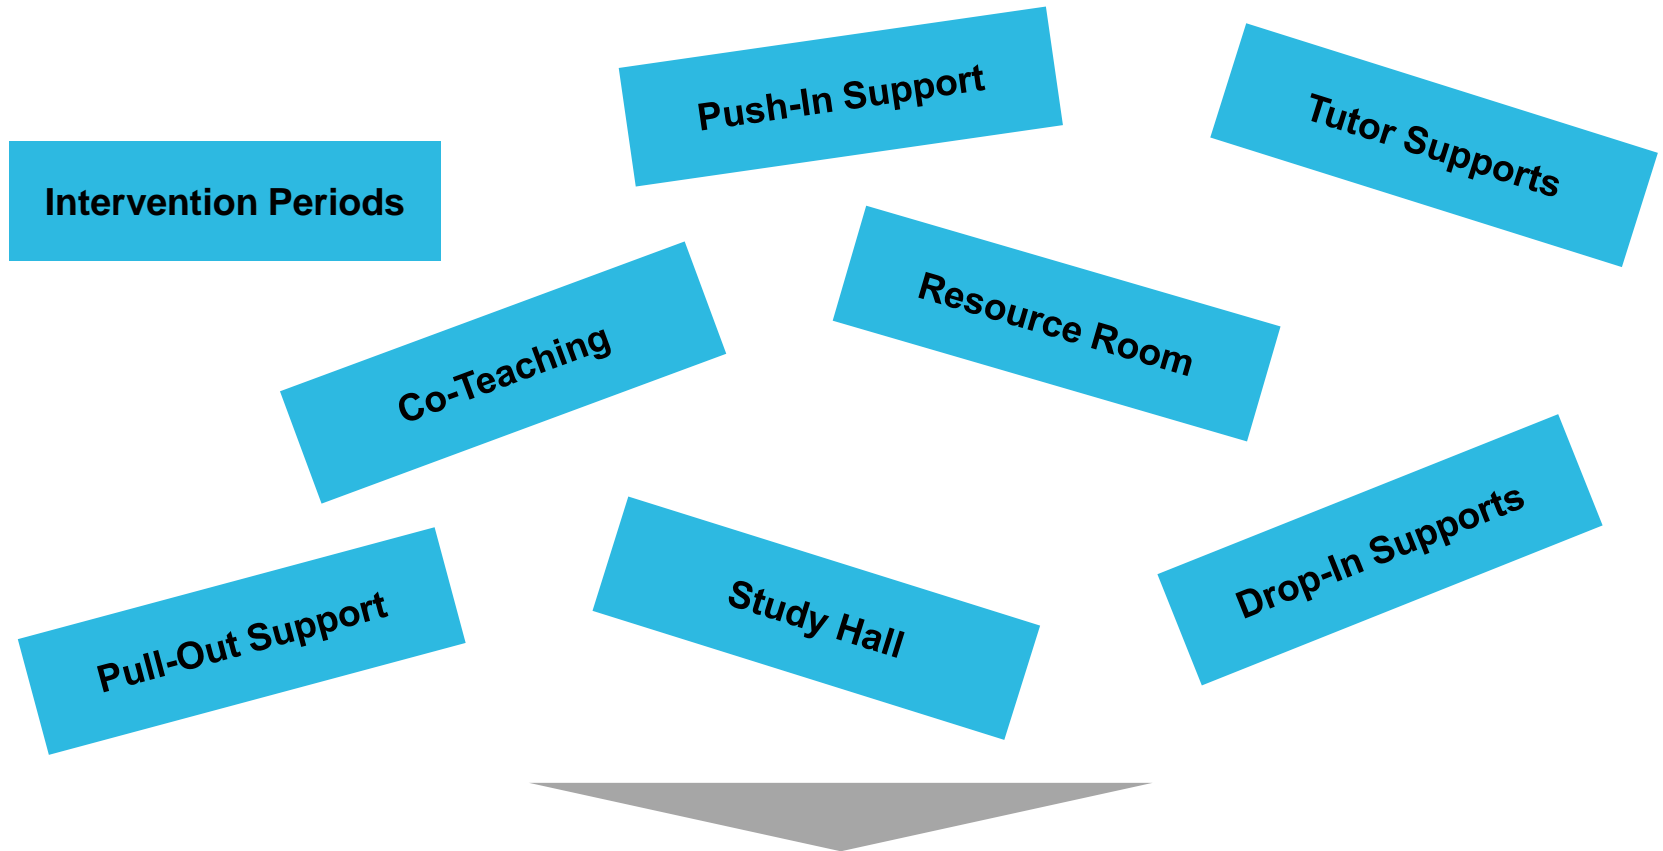 Push-In Support
Tutor Supports
Intervention Periods
Resource Room
Co-Teaching
Drop-In Supports
Study Hall
Pull-Out Support